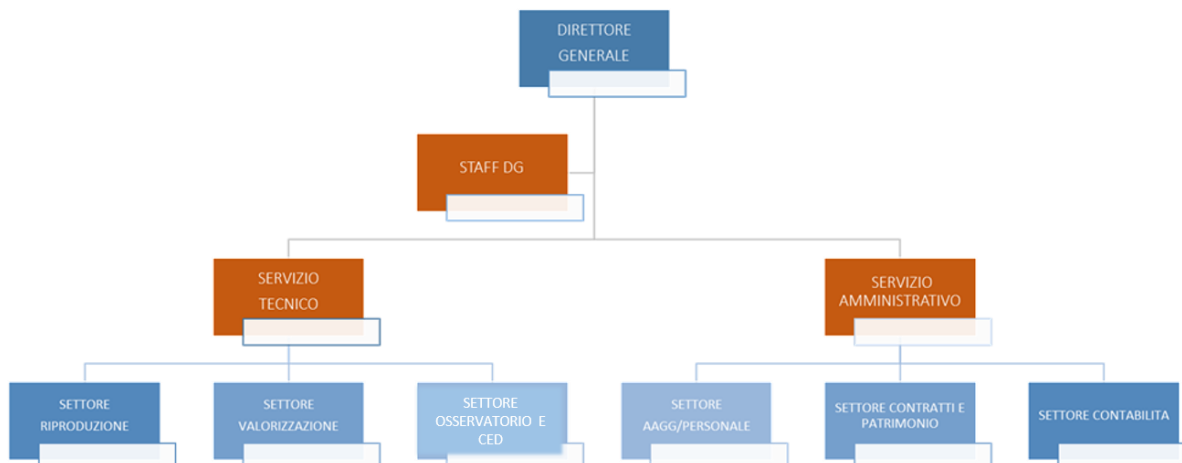 DIRETTORE
GENERALE
STAFF DG
SERVIZIO
TECNICO
SERVIZIO
AMMINISTRATIVO
SETTORE
RIPRODUZIONE
SETTORE
VALORIZZAZIONE
SETTORE
OSSERVATORIO E
CED
SETTORE
AAGG/PERSONALE
SETTORE CONTRATTI E
PATRIMONIO
SETTORE CONTABILITA